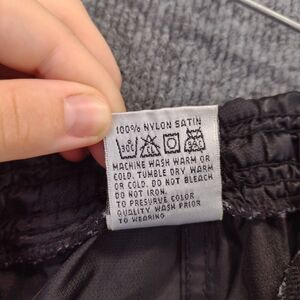 100% NYLON SATIN
MACHINE WASH WARM OR
COLD. TUMBLE DRY WARM
OR COLD. DO NOT BLEACH
DO NOT IRON.
TO PRESURVE COLOR
QUALITY WASH PRIOR
TO WEARING